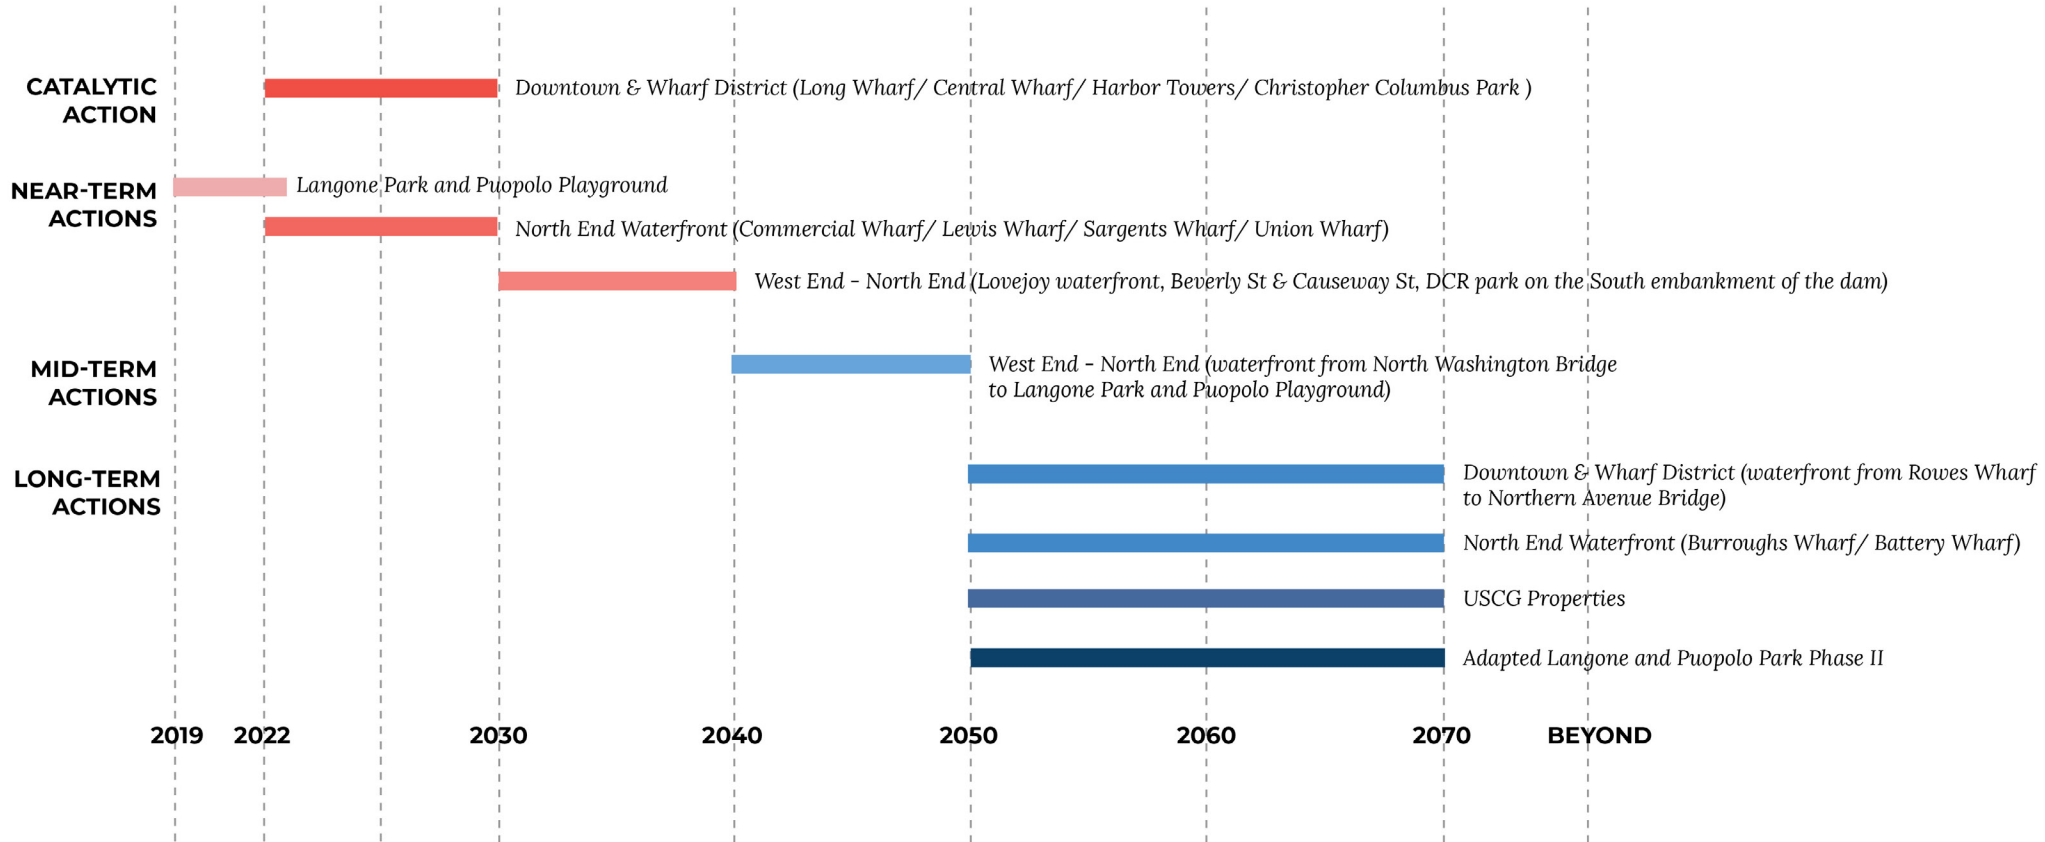 CATALYTIC
ACTION
Downtown & Wharf District (Long Wharf/ Central Wharf/ Harbor Towers/ Christopher Columbus Park )
NEAR-TERM
ACTIONS
Langone Park and Puopolo Playground
North End Waterfront (Commercial Wharf/ Lewis Wharf/ Sargents Wharf/ Union Wharf)
West End - North End (Lovejoy waterfront, Beverly St & Causeway St, DCR park on the South embankment of the dam)
MID-TERM
ACTIONS
West End - North End (waterfront from North Washington Bridge
to Langone Park and Puopolo Playground)
LONG-TERM
ACTIONS
Downtown & Wharf District (waterfront from Rowes Wharf
to Northern Avenue Bridge)
North End Waterfront (Burroughs Wharf/ Battery Wharf)
USCG Properties
Adapted Langone and Puopolo Park Phase II
2019 2022 2030 2040 2050 2060 2070 BEYOND